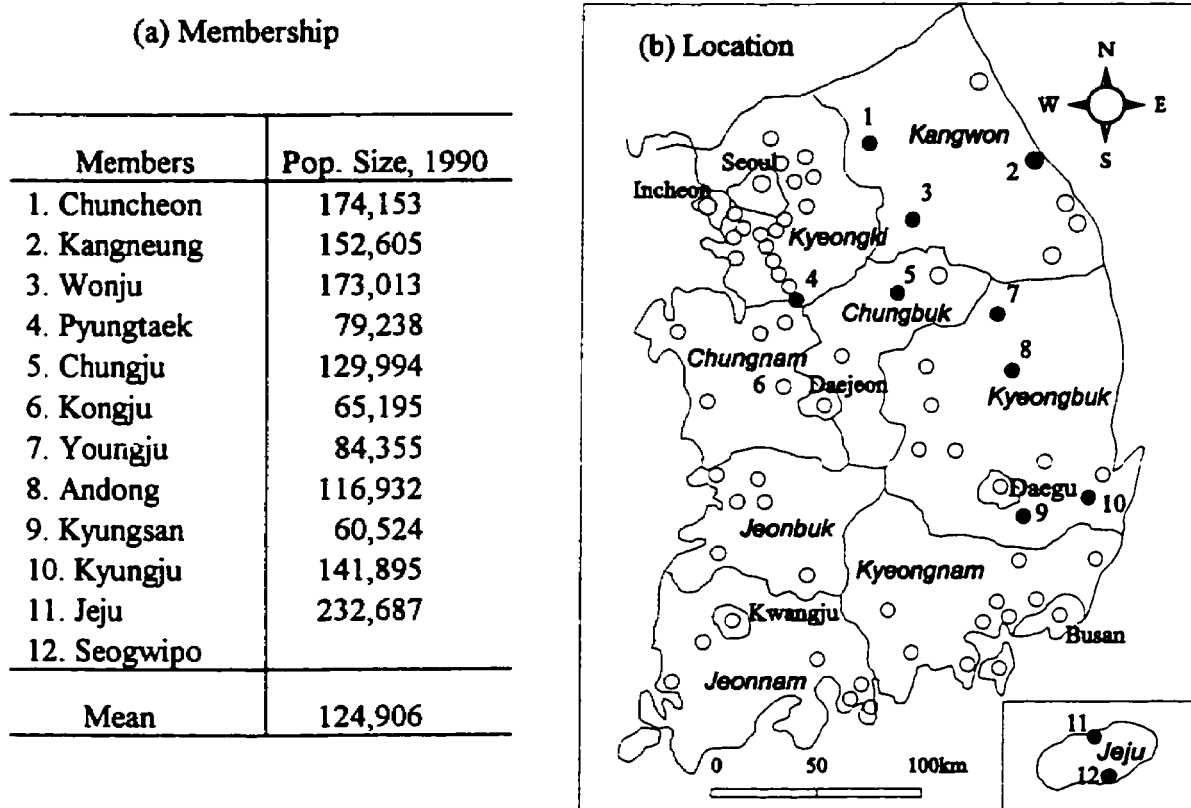 (a) Membership
Members Pop. Size, 1990
1. Chuncheon 174,153
2. Kangneung 152,605
3. Wonju 173,013
4. Pyungtaek 79,238
5. Chungju 129,994
6. Kongju 65,195
7. Youngju 84,355
8. Andong 116,932
9. Kyungsan 60,524
10. Kyungju 141,895
11. Jeju 232,687
12. Seogwipo
Mean 124,906
(b) Location
N
W E
S
1
Kangwon
2
Seoul
Incheon
3
Kyeongki
4
5
Chungbuk
7
Chungnam
8
6
Daejeon
Kyeongbuk
Daegu
10
9
Jeonbuk
Kyeongnam
Kwangju
Busan
Jeonnam
11
Jeju
12
0 50 100km